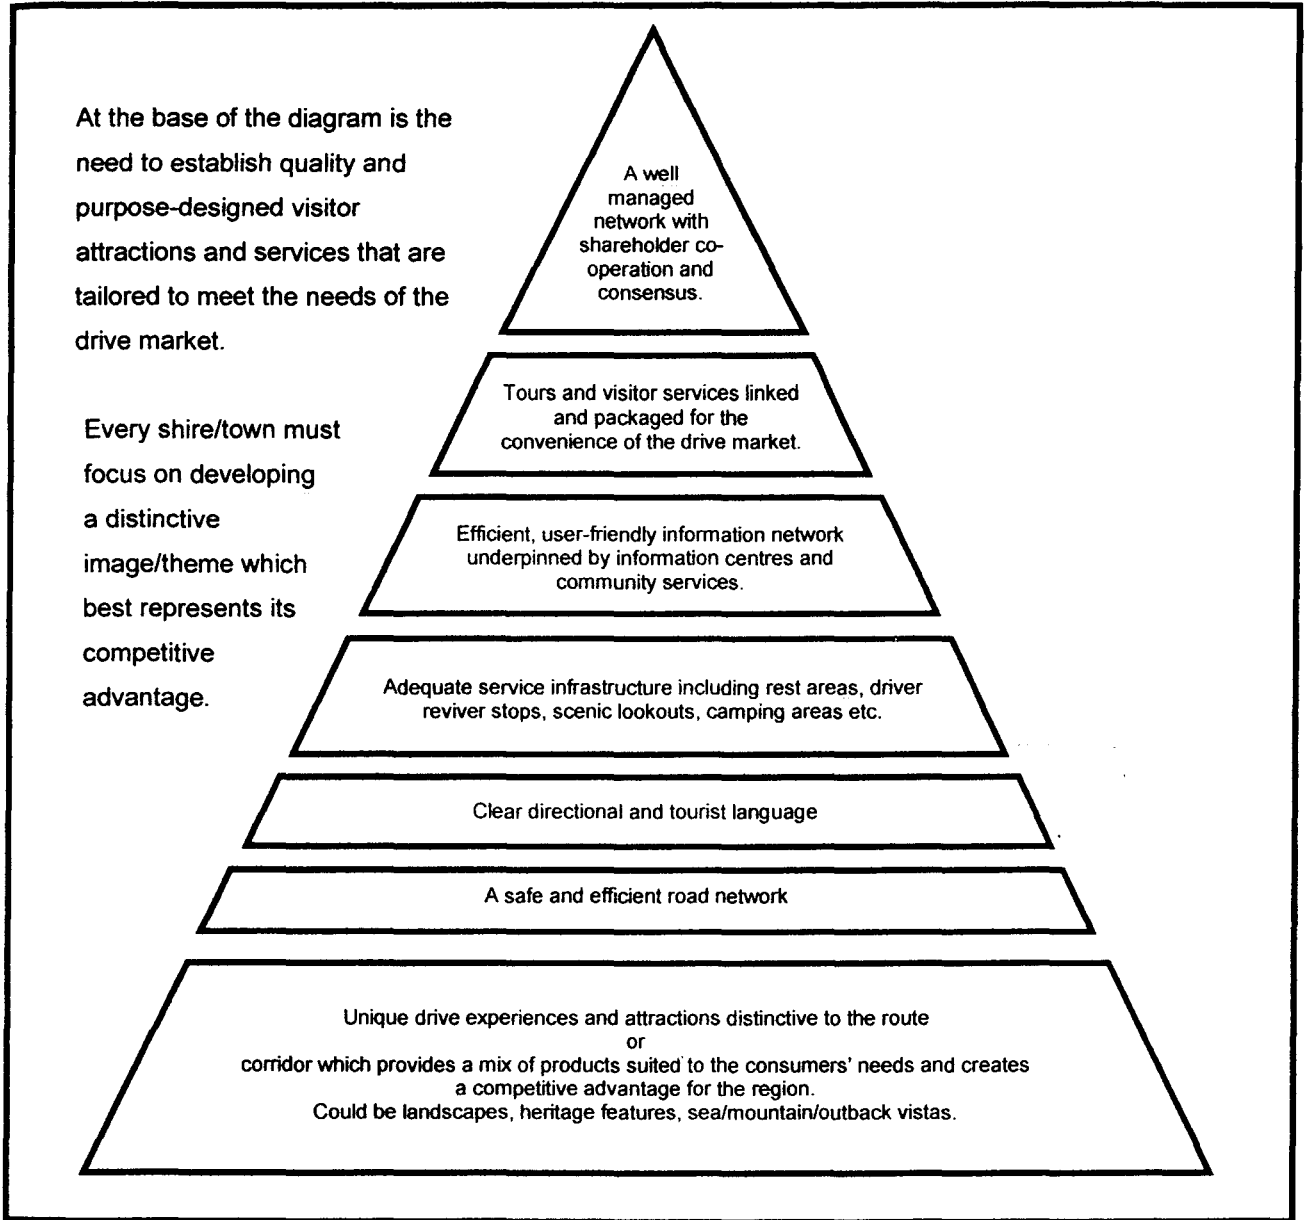 At the base of the diagram is the
need to establish quality and
purpose-designed visitor
attractions and services that are
tailored to meet the needs of the
drive market.
Every shire/town must
focus on developing
a distinctive
image/theme which
best represents its
competitive
advantage.
A well
managed
network with
shareholder co-
operation and
consensus.
Tours and visitor services linked
and packaged for the
convenience of the drive market.
Efficient, user-friendly information network
underpinned by information centres and
community services.
Adequate service infrastructure including rest areas, driver
reviver stops, scenic lookouts, camping areas etc.
Clear directional and tourist language
A safe and efficient road network
Unique drive experiences and attractions distinctive to the route
or
corridor which provides a mix of products suited to the consumers' needs and creates
a competitive advantage for the region.
Could be landscapes, heritage features, sea/mountain/outback vistas.